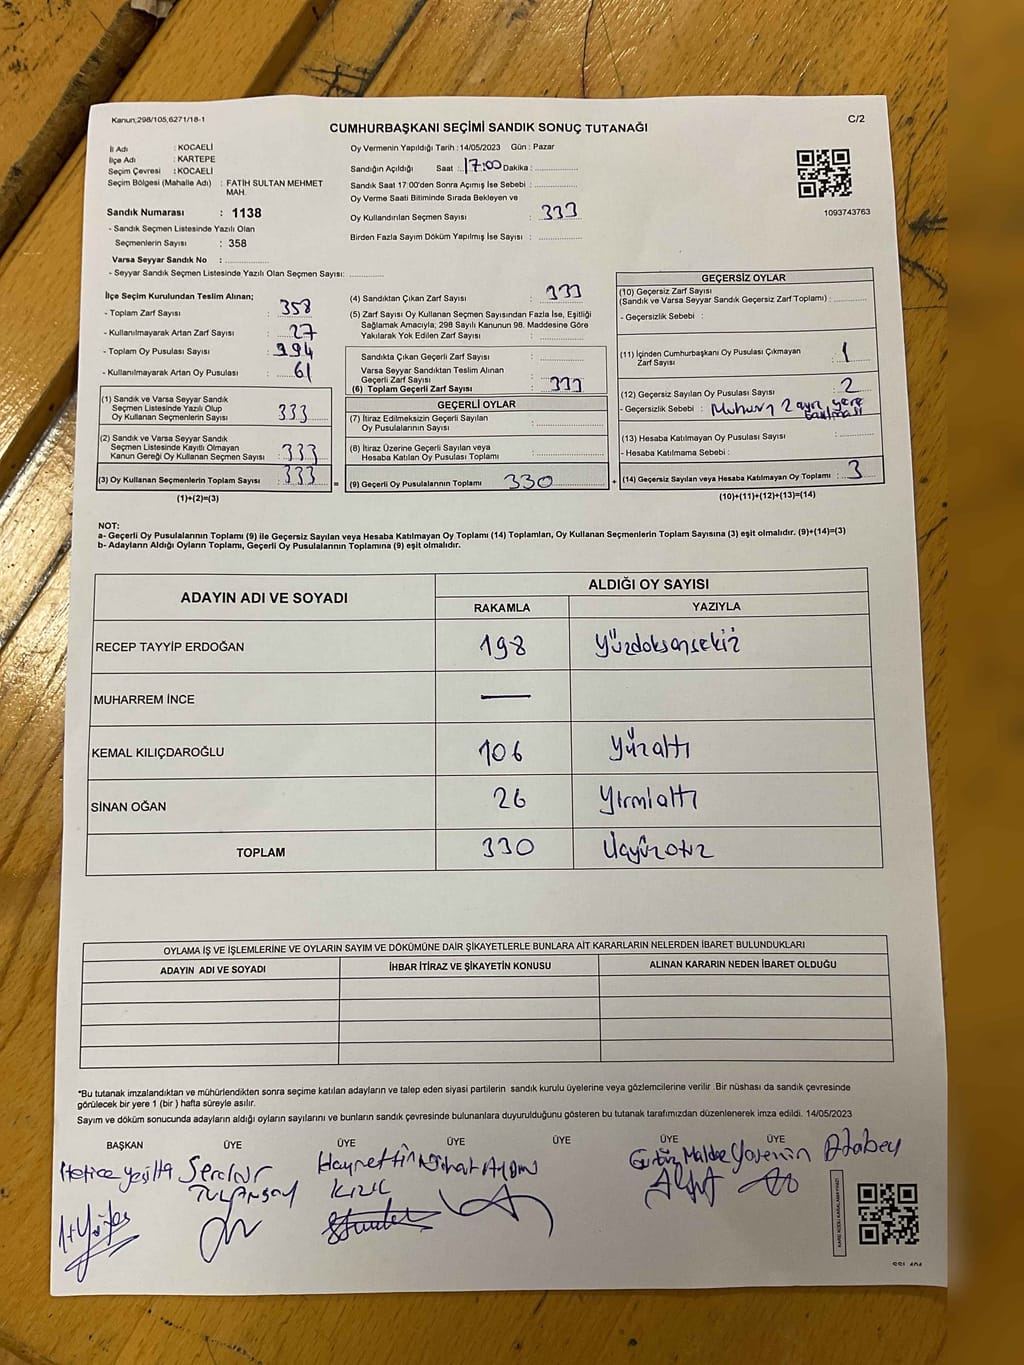 Kanun;298/105;6271/18-1
C/2
CUMHURBAŞKANI SEÇİMİ SANDIK SONUÇ TUTANAĞI
İl Adı : KOCAELİ
İlçe Adı : KARTEPE
Seçim Çevresi : KOCAELİ
Seçim Bölgesi (Mahalle Adı) : FATİH SULTAN MEHMET
MAH.
Sandık Numarası : 1138
- Sandık Seçmen Listesinde Yazılı Olan
Seçmenlerin Sayısı : 358
Varsa Seyyar Sandık No :
- Seyyar Sandık Seçmen Listesinde Yazılı Olan Seçmen Sayısı:
Oy Vermenin Yapıldığı Tarih : 14/05/2023 Gün : Pazar
Sandığın Açıldığı Saat : 17:00 Dakika :
Sandık Saat 17:00'den Sonra Açımış İse Sebebi :
Oy Verme Saati Bitiminde Sırada Bekleyen ve
Oy Kullandırılan Seçmen Sayısı : 333
Birden Fazla Sayım Döküm Yapılmış İse Sayısı :
1093743763
İlçe Seçim Kurulundan Teslim Alınan;
- Toplam Zarf Sayısı : 358
- Kullanılmayarak Artan Zarf Sayısı : 27
- Toplam Oy Pusulası Sayısı : 394
- Kullanılmayarak Artan Oy Pusulası : 61
(1) Sandık ve Varsa Seyyar Sandık
Seçmen Listesinde Yazılı Olup
Oy Kullanan Seçmenlerin Sayısı : 333
(2) Sandık ve Varsa Seyyar Sandık
Seçmen Listesinde Kayıtlı Olmayan
Kanun Gereği Oy Kullanan Seçmen Sayısı : 333
(3) Oy Kullanan Seçmenlerin Toplam Sayısı : 333
(1)+(2)=(3)
(4) Sandıktan Çıkan Zarf Sayısı : 333
(5) Zarf Sayısı Oy Kullanan Seçmen Sayısından Fazla İse, Eşitliği
Sağlamak Amacıyla; 298 Sayılı Kanunun 98. Maddesine Göre
Yakılarak Yok Edilen Zarf Sayısı :
Sandıkta Çıkan Geçerli Zarf Sayısı :
Varsa Seyyar Sandıktan Teslim Alınan
Geçerli Zarf Sayısı :
(6) Toplam Geçerli Zarf Sayısı : 333
GEÇERLİ OYLAR
(7) İtiraz Edilmeksizin Geçerli Sayılan
Oy Pusulalarının Sayısı :
(8) İtiraz Üzerine Geçerli Sayılan veya
Hesaba Katılan Oy Pusulası Toplamı :
= (9) Geçerli Oy Pusulalarının Toplamı : 330
GEÇERSİZ OYLAR
(10) Geçersiz Zarf Sayısı
(Sandık ve Varsa Seyyar Sandık Geçersiz Zarf Toplamı) :
- Geçersizlik Sebebi :
(11) İçinden Cumhurbaşkanı Oy Pusulası Çıkmayan
Zarf Sayısı : 1
(12) Geçersiz Sayılan Oy Pusulası Sayısı : 2
- Geçersizlik Sebebi : Muhurun 2 ayrı yere
basılması
(13) Hesaba Katılmayan Oy Pusulası Sayısı :
- Hesaba Katılmama Sebebi :
+ (14) Geçersiz Sayılan veya Hesaba Katılmayan Oy Toplamı : 3
(10)+(11)+(12)+(13)=(14)
NOT:
a- Geçerli Oy Pusulalarının Toplamı (9) ile Geçersiz Sayılan veya Hesaba Katılmayan Oy Toplamı (14) Toplamları, Oy Kullanan Seçmenlerin Toplam Sayısına (3) eşit olmalıdır. (9)+(14)=(3)
b- Adayların Aldığı Oyların Toplamı, Geçerli Oy Pusulalarının Toplamına (9) eşit olmalıdır.
ADAYIN ADI VE SOYADI ALDIĞI OY SAYISI
RAKAMLA YAZIYLA
RECEP TAYYİP ERDOĞAN 198 yüzdoksansekiz
MUHARREM İNCE —
KEMAL KILIÇDAROĞLU 106 yüzaltı
SİNAN OĞAN 26 yirmialtı
TOPLAM 330 üçyüzotuz
OYLAMA İŞ VE İŞLEMLERİNE VE OYLARIN SAYIM VE DÖKÜMÜNE DAİR ŞİKAYETLERLE BUNLARA AİT KARARLARIN NELERDEN İBARET BULUNDUKLARI
ADAYIN ADI VE SOYADI İHBAR İTİRAZ VE ŞİKAYETİN KONUSU ALINAN KARARIN NEDEN İBARET OLDUĞU
*Bu tutanak imzalandıktan ve mühürlendikten sonra seçime katılan adayların ve talep eden siyasi partilerin sandık kurulu üyelerine veya gözlemcilerine verilir .Bir nüshası da sandık çevresinde
görülecek bir yere 1 (bir ) hafta süreyle asılır.
Sayım ve döküm sonucunda adayların aldığı oyların sayılarını ve bunların sandık çevresinde bulunanlara duyurulduğunu gösteren bu tutanak tarafımızdan düzenlenerek imza edildi. 14/05/2023
BAŞKAN ÜYE ÜYE ÜYE ÜYE ÜYE ÜYE
Hatice Serdar Hayrettin Nihat Atabey
KIZIL